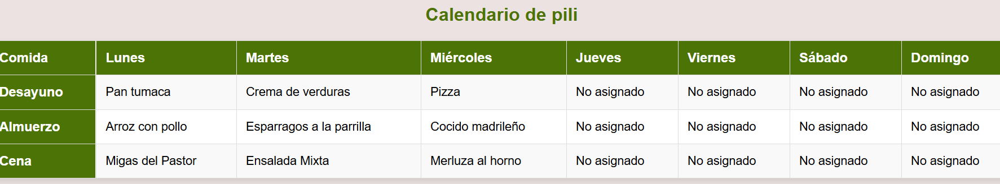 Calendario de pili
Comida Lunes Martes Miércoles Jueves Viernes Sábado Domingo
Desayuno Pan tumaca Crema de verduras Pizza No asignado No asignado No asignado No asignado
Almuerzo Arroz con pollo Esparragos a la parrilla Cocido madrileño No asignado No asignado No asignado No asignado
Cena Migas del Pastor Ensalada Mixta Merluza al horno No asignado No asignado No asignado No asignado